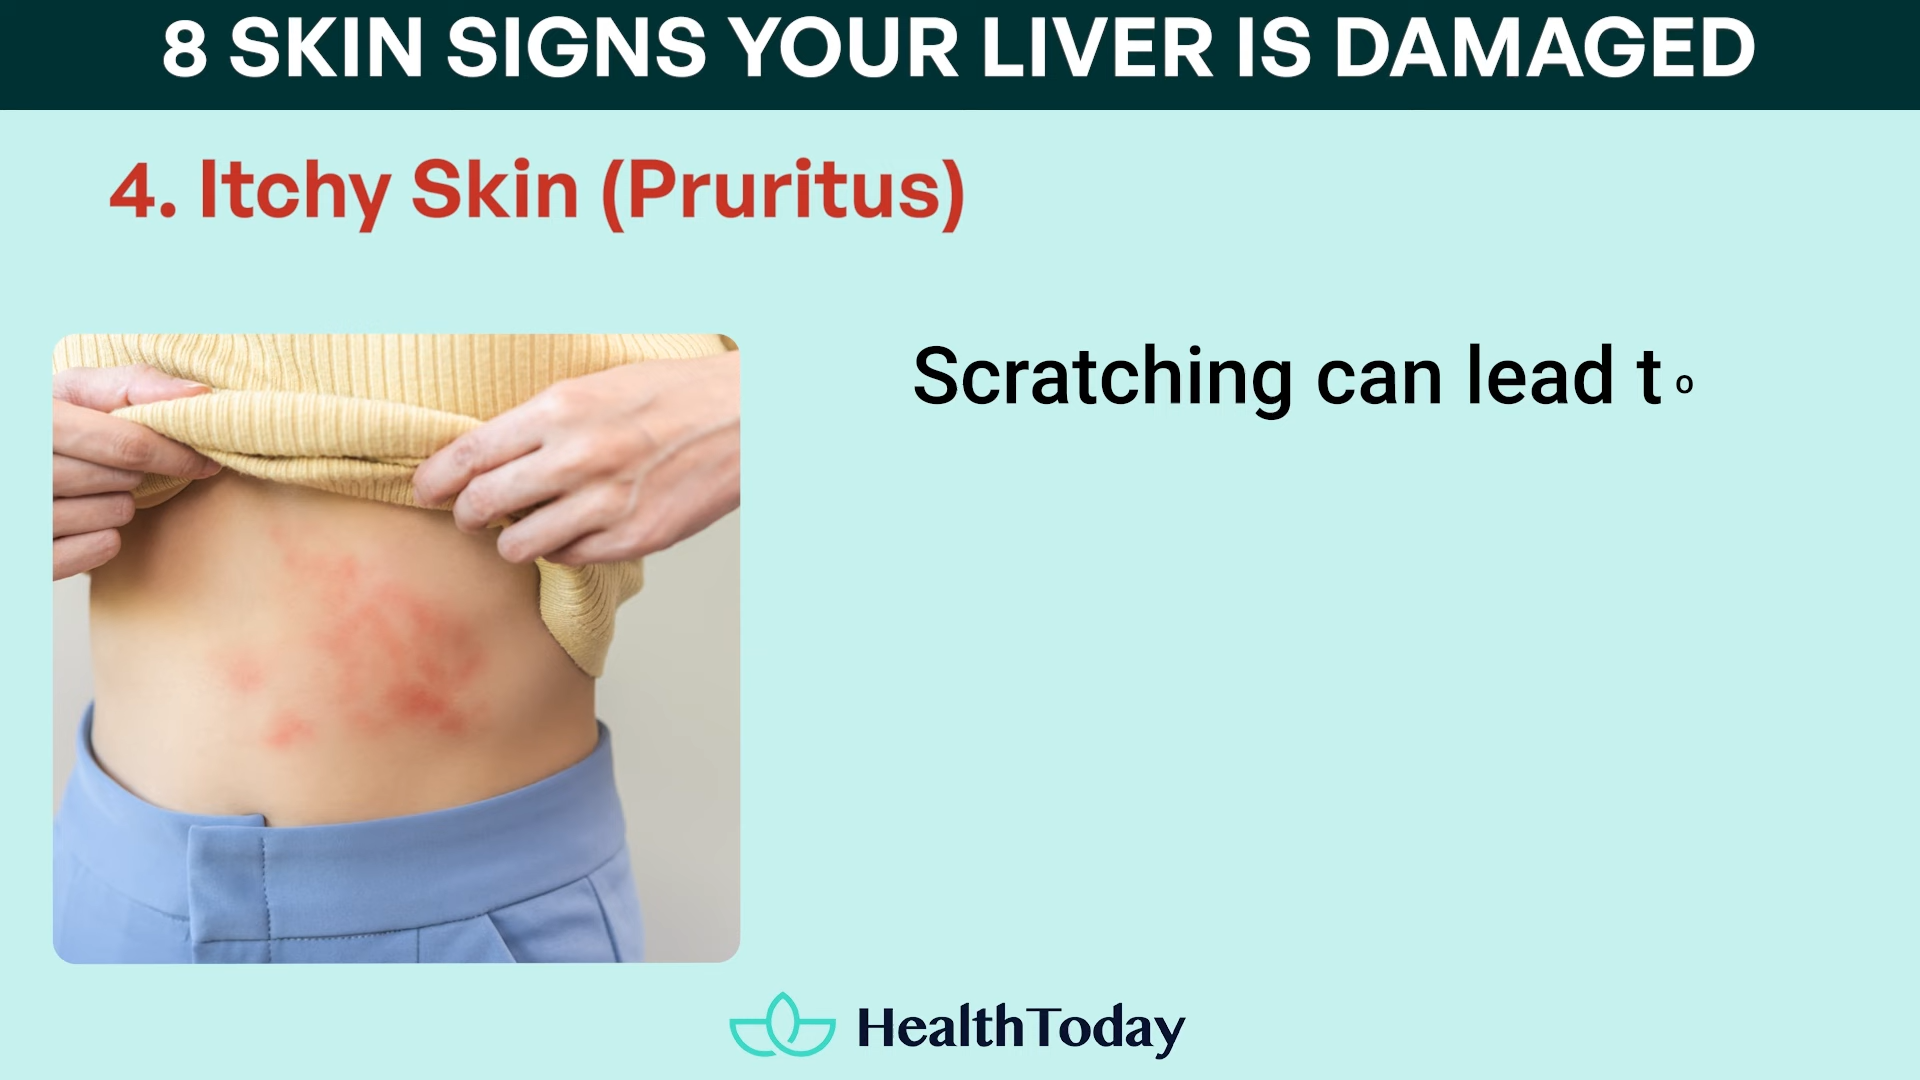 8 SKIN SIGNS YOUR LIVER IS DAMAGED
4. Itchy Skin (Pruritus)
Scratching can lead to
HealthToday